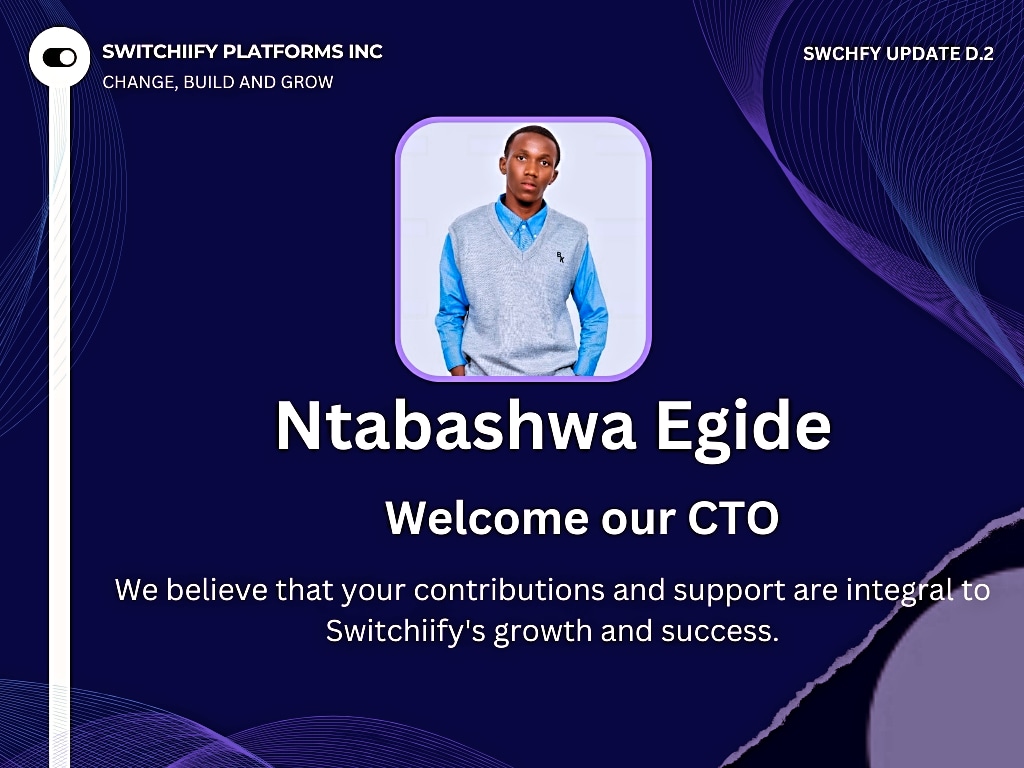 SWITCHIIFY PLATFORMS INC
CHANGE, BUILD AND GROW
SWCHFY UPDATE D.2
BK
Ntabashwa Egide
Welcome our CTO
We believe that your contributions and support are integral to
Switchiify's growth and success.